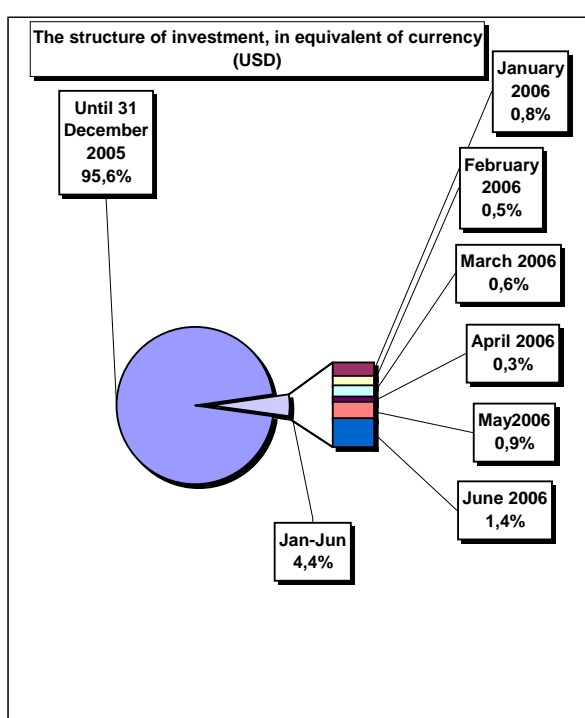 The structure of investment, in equivalent of currency
(USD)
Until 31
December
2005
95,6%
January
2006
0,8%
February
2006
0,5%
March 2006
0,6%
April 2006
0,3%
May2006
0,9%
June 2006
1,4%
Jan-Jun
4,4%